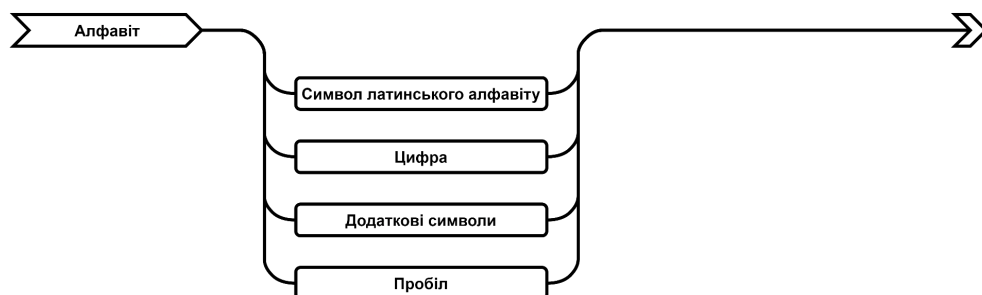 Алфавіт
Символ латинського алфавіту
Цифра
Додаткові символи
Пробіл